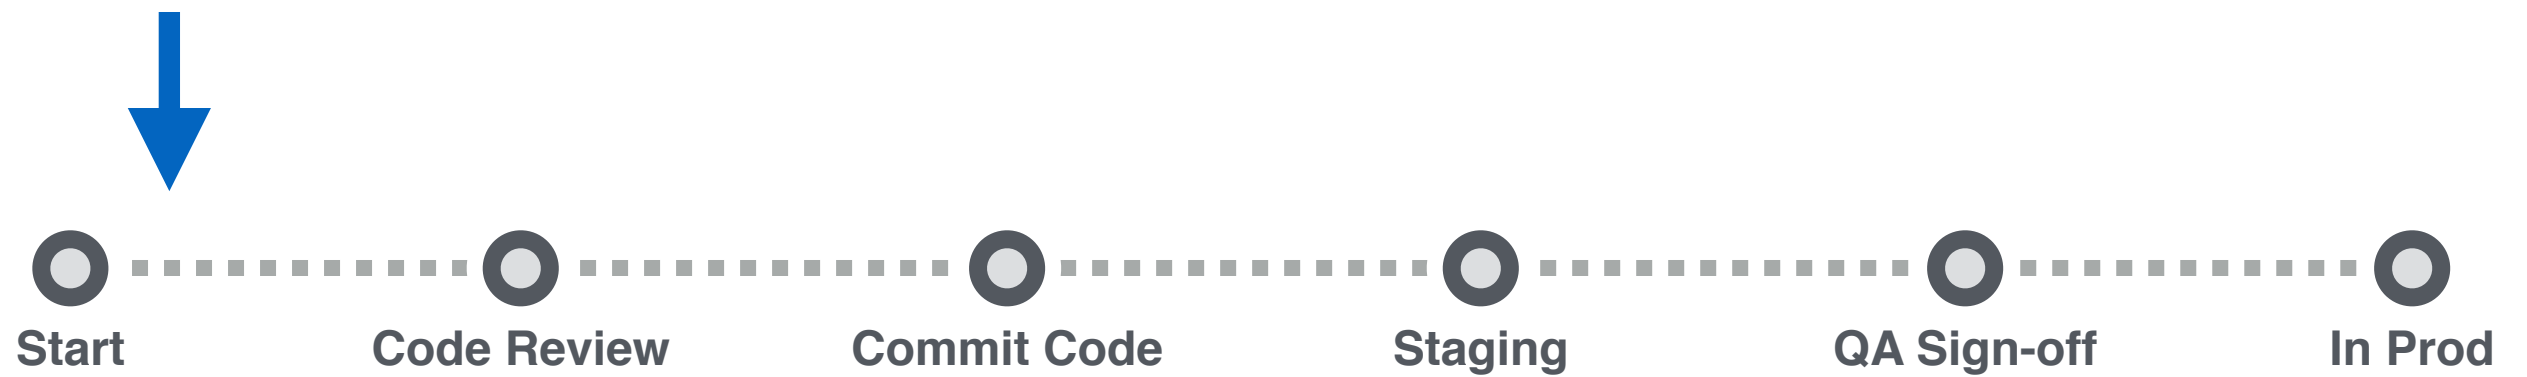 Start
Code Review
Commit Code
Staging
QA Sign-off
In Prod